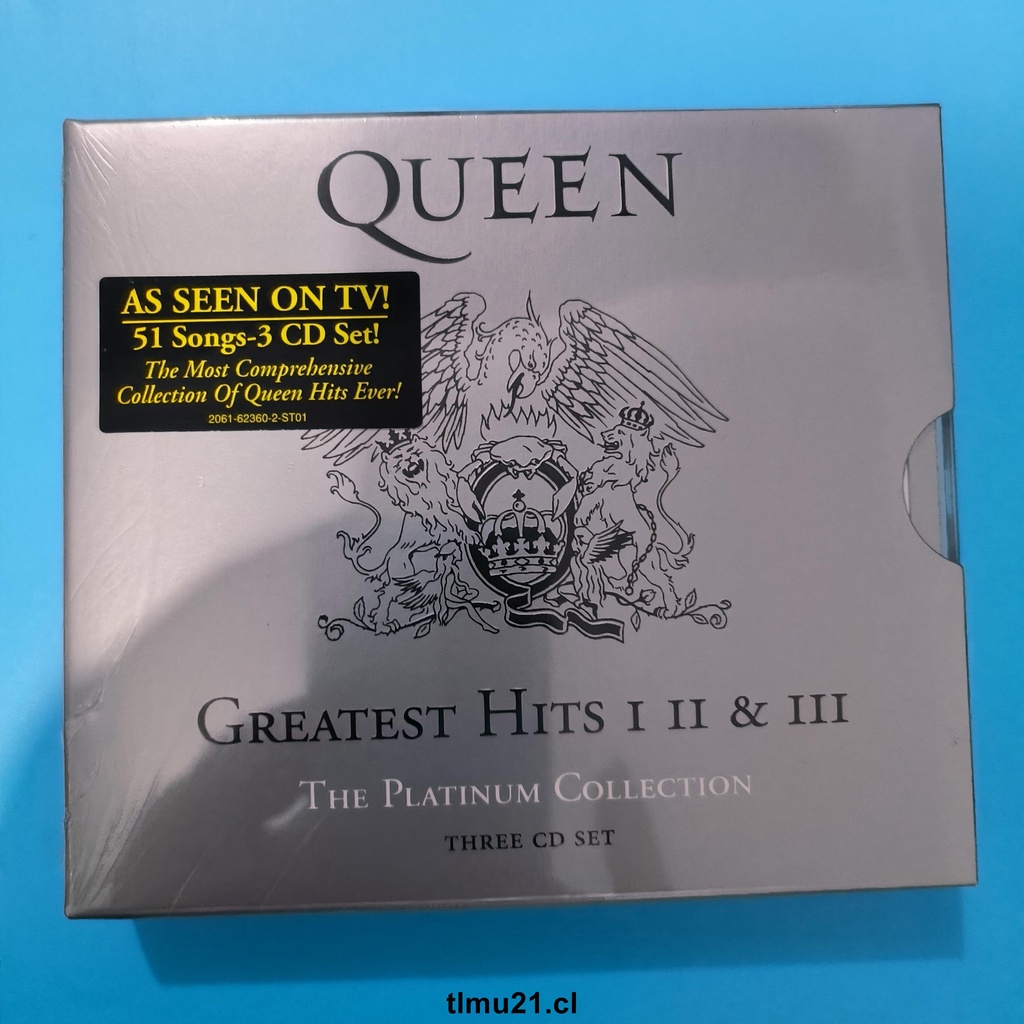 QUEEN
AS SEEN ON TV!
51 Songs-3 CD Set!
The Most Comprehensive
Collection Of Queen Hits Ever!
2061-62360-2-ST01
GREATEST HITS I II & III
THE PLATINUM COLLECTION
THREE CD SET
tlmu21.cl